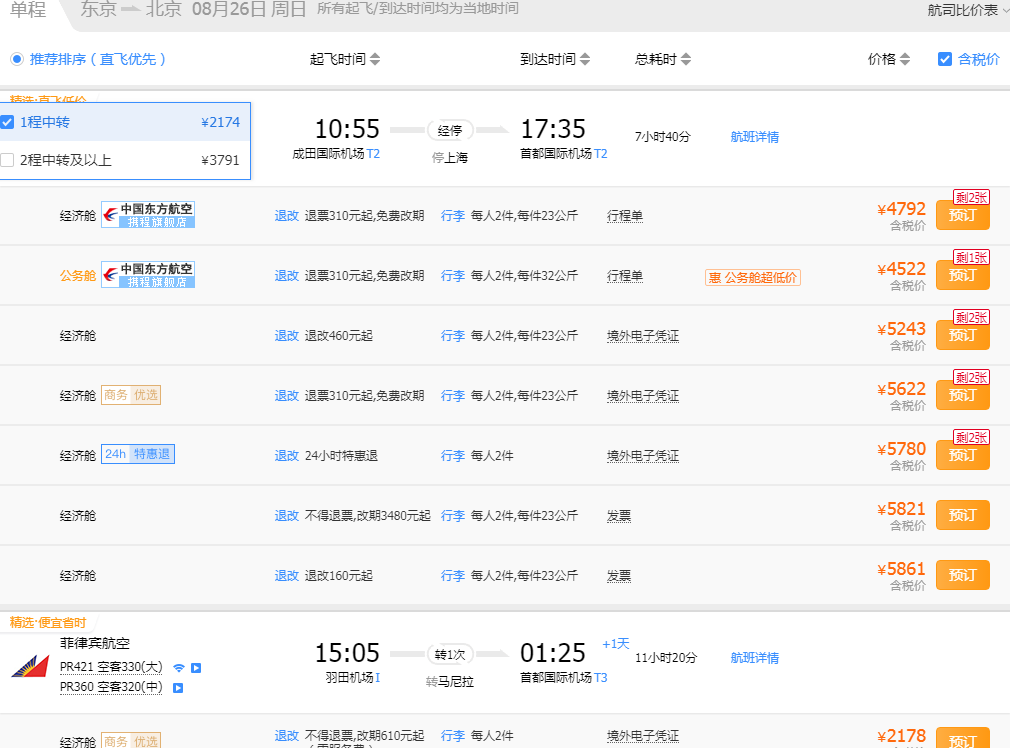 单程 东京 北京 08月26日 周日 所有起飞/到达时间均为当地时间 航司比价表
推荐排序（直飞优先） 起飞时间 到达时间 总耗时 价格 含税价
精选·直飞低价
1程中转 ¥2174
2程中转及以上 ¥3791
10:55 经停 17:35 7小时40分 航班详情
成田国际机场T2 停上海 首都国际机场T2
经济舱 中国东方航空 携程旗舰店 退改 退票310元起,免费改期 行李 每人2件,每件23公斤 行程单 ¥4792 含税价 剩2张 预订
公务舱 中国东方航空 携程旗舰店 退改 退票310元起,免费改期 行李 每人2件,每件32公斤 行程单 惠 公务舱超低价 ¥4522 含税价 剩1张 预订
经济舱 退改 退改460元起 行李 每人2件,每件23公斤 境外电子凭证 ¥5243 含税价 剩2张 预订
经济舱 商务 优选 退改 退票310元起,免费改期 行李 每人2件,每件23公斤 境外电子凭证 ¥5622 含税价 剩2张 预订
经济舱 24h 特惠退 退改 24小时特惠退 行李 每人2件 境外电子凭证 ¥5780 含税价 剩2张 预订
经济舱 退改 不得退票,改期3480元起 行李 每人2件,每件23公斤 发票 ¥5821 含税价 预订
经济舱 退改 退改160元起 行李 每人2件,每件23公斤 发票 ¥5861 含税价 预订
精选·便宜省时
菲律宾航空 15:05 转1次 01:25 +1天 11小时20分 航班详情
PR421 空客330(大) 羽田机场I 转马尼拉 首都国际机场T3
PR360 空客320(中)
经济舱 商务 优选 退改 不得退票,改期610元起 行李 每人2件 境外电子凭证 ¥2178 预订